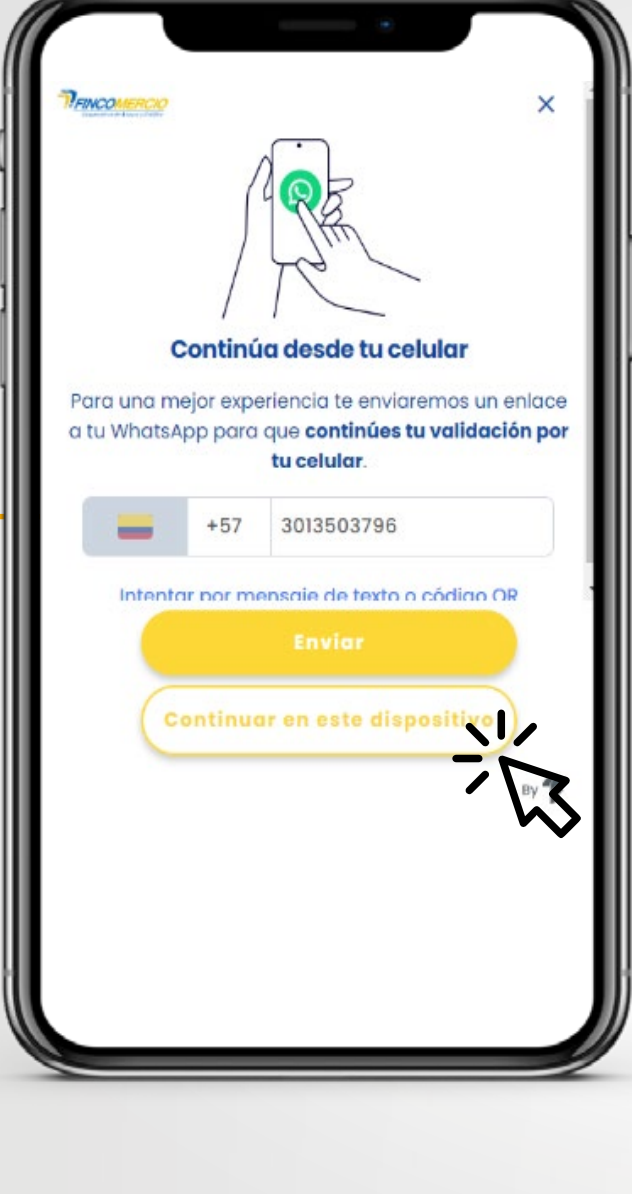 FINCOMERCIO
Continúa desde tu celular
Para una mejor experiencia te enviaremos un enlace
a tu WhatsApp para que continúes tu validación por
tu celular.
+57 3013503796
Intentar por mensaje de texto o código QR
Enviar
Continuar en este dispositivo
By